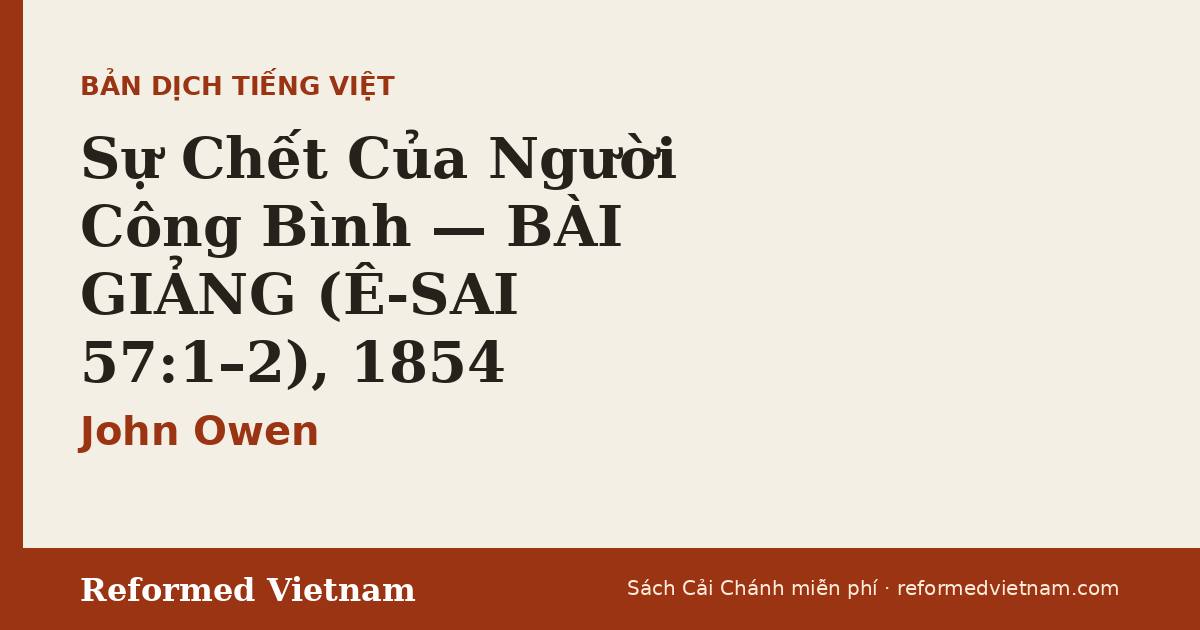 BẢN DỊCH TIẾNG VIỆT
Sự Chết Của Người
Công Bình — BÀI
GIẢNG (Ê-SAI
57:1–2), 1854
John Owen
Reformed Vietnam
Sách Cải Chánh miễn phí · reformedvietnam.com